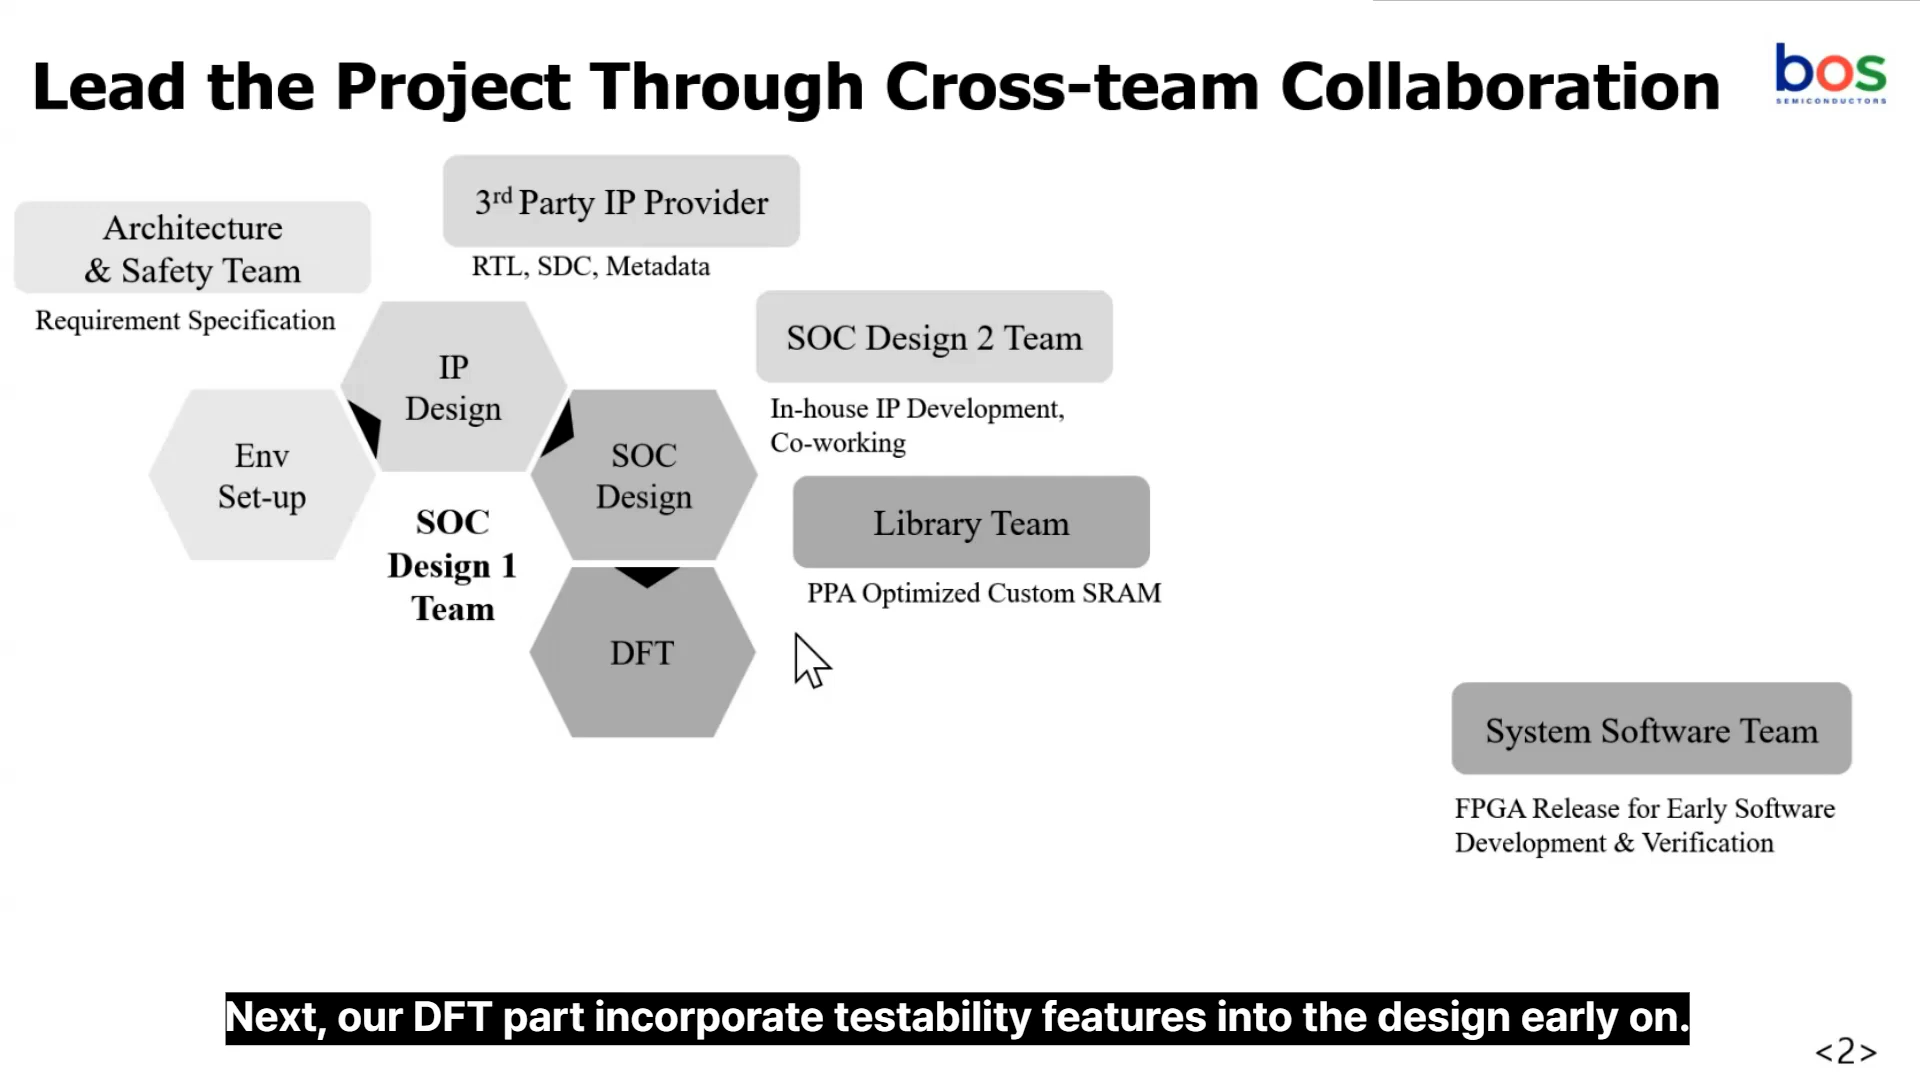 Lead the Project Through Cross-team Collaboration
bos
SEMICONDUCTORS
3rd Party IP Provider
RTL, SDC, Metadata
Architecture
& Safety Team
Requirement Specification
SOC Design 2 Team
In-house IP Development,
Co-working
IP
Design
Env
Set-up
SOC
Design
SOC
Design 1
Team
Library Team
PPA Optimized Custom SRAM
DFT
System Software Team
FPGA Release for Early Software
Development & Verification
Next, our DFT part incorporate testability features into the design early on.
<2>